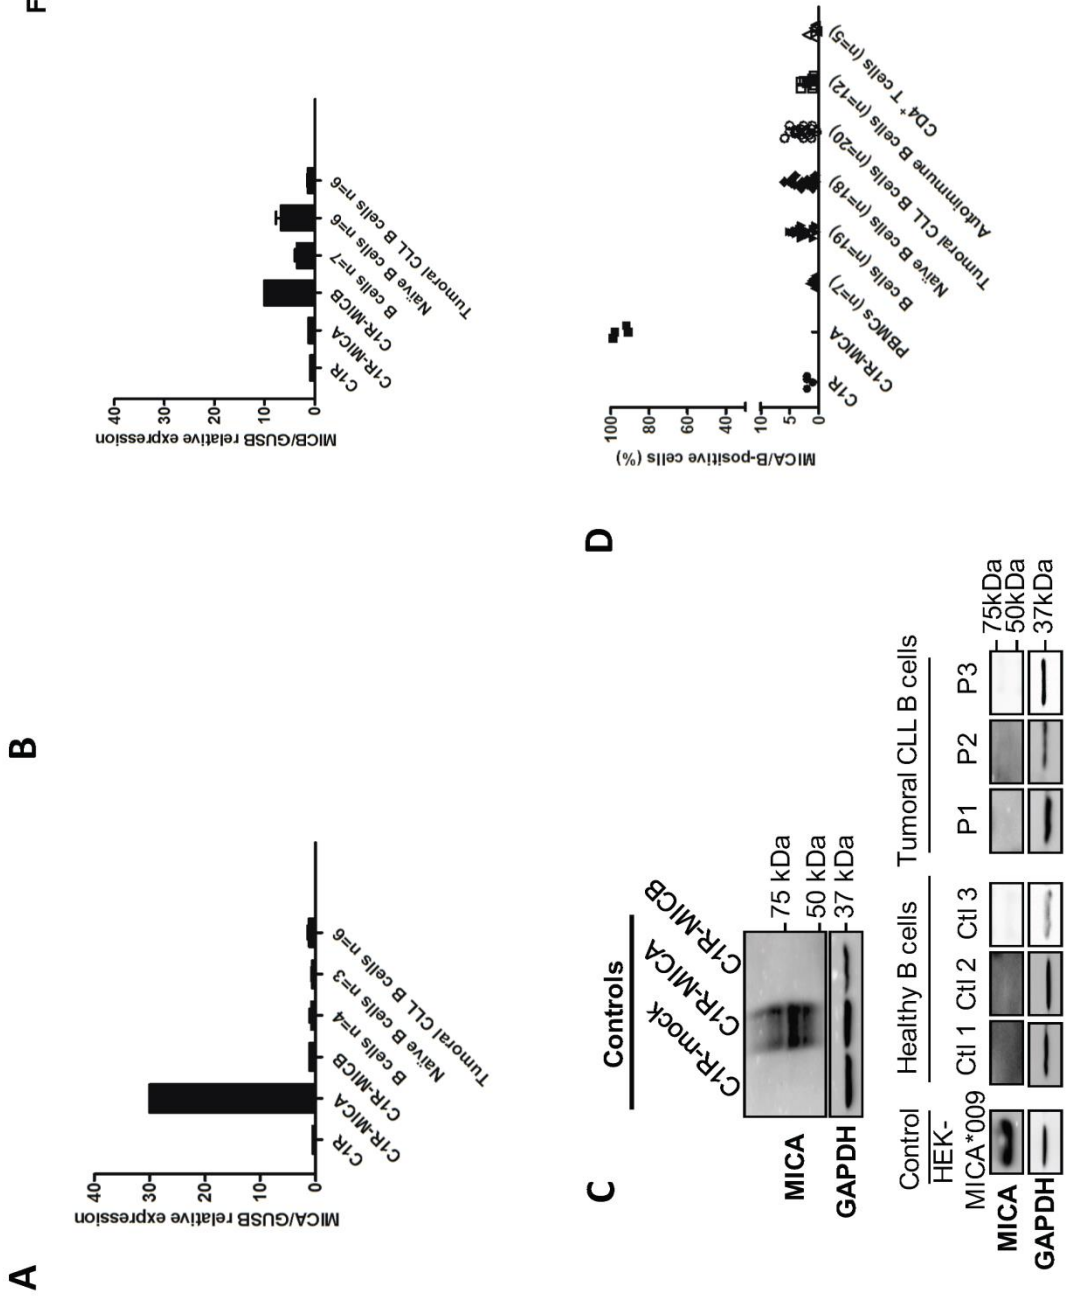 A
MICA/GUSB relative expression
40
30
20
10
0
C1R
C1R-MICA
C1R-MICB
B cells n=4
Naïve B cells n=3
Tumoral CLL B cells n=6
B
MICB/GUSB relative expression
40
30
20
10
0
C1R
C1R-MICA
C1R-MICB
B cells n=7
Naïve B cells n=6
Tumoral CLL B cells n=6
C
Controls
C1R-mock
C1R-MICA
C1R-MICB
MICA
75 kDa
50 kDa
GAPDH
37 kDa
Control
HEK-
MICA*009
Healthy B cells
Ctl 1 Ctl 2 Ctl 3
Tumoral CLL B cells
P1 P2 P3
MICA
75kDa
50kDa
GAPDH
37kDa
D
MICA/B-positive cells (%)
100
80
60
40
10
5
0
C1R
C1R-MICA
PBMCs (n=7)
B cells (n=19)
Naïve B cells (n=18)
Tumoral CLL B cells (n=20)
Autoimmune B cells (n=12)
CD4+ T cells (n=5)